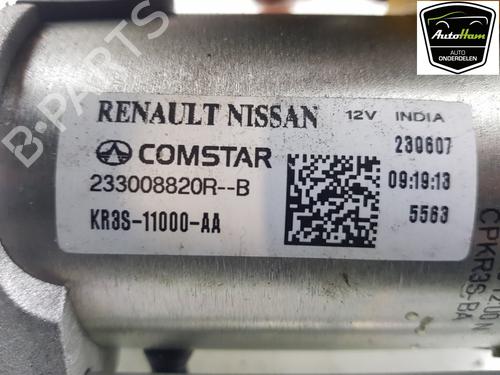 AutoHam
AUTO
ONDERDELEN
B-PARTS
RENAULT NISSAN 12V INDIA
COMSTAR 230607
233008820R--B 09:19:13
KR3S-11000-AA 5563